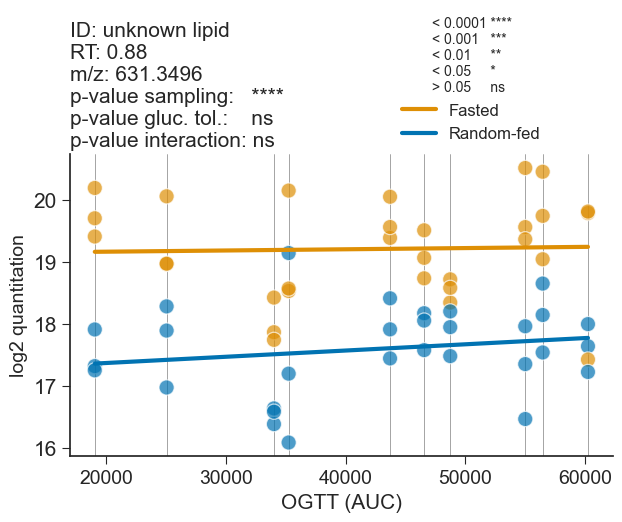 ID: unknown lipid
RT: 0.88
m/z: 631.3496
p-value sampling: ****
p-value gluc. tol.: ns
p-value interaction: ns
< 0.0001 ****
< 0.001 ***
< 0.01 **
< 0.05 *
> 0.05 ns
Fasted
Random-fed
log2 quantitation
20
19
18
17
16
20000 30000 40000 50000 60000
OGTT (AUC)